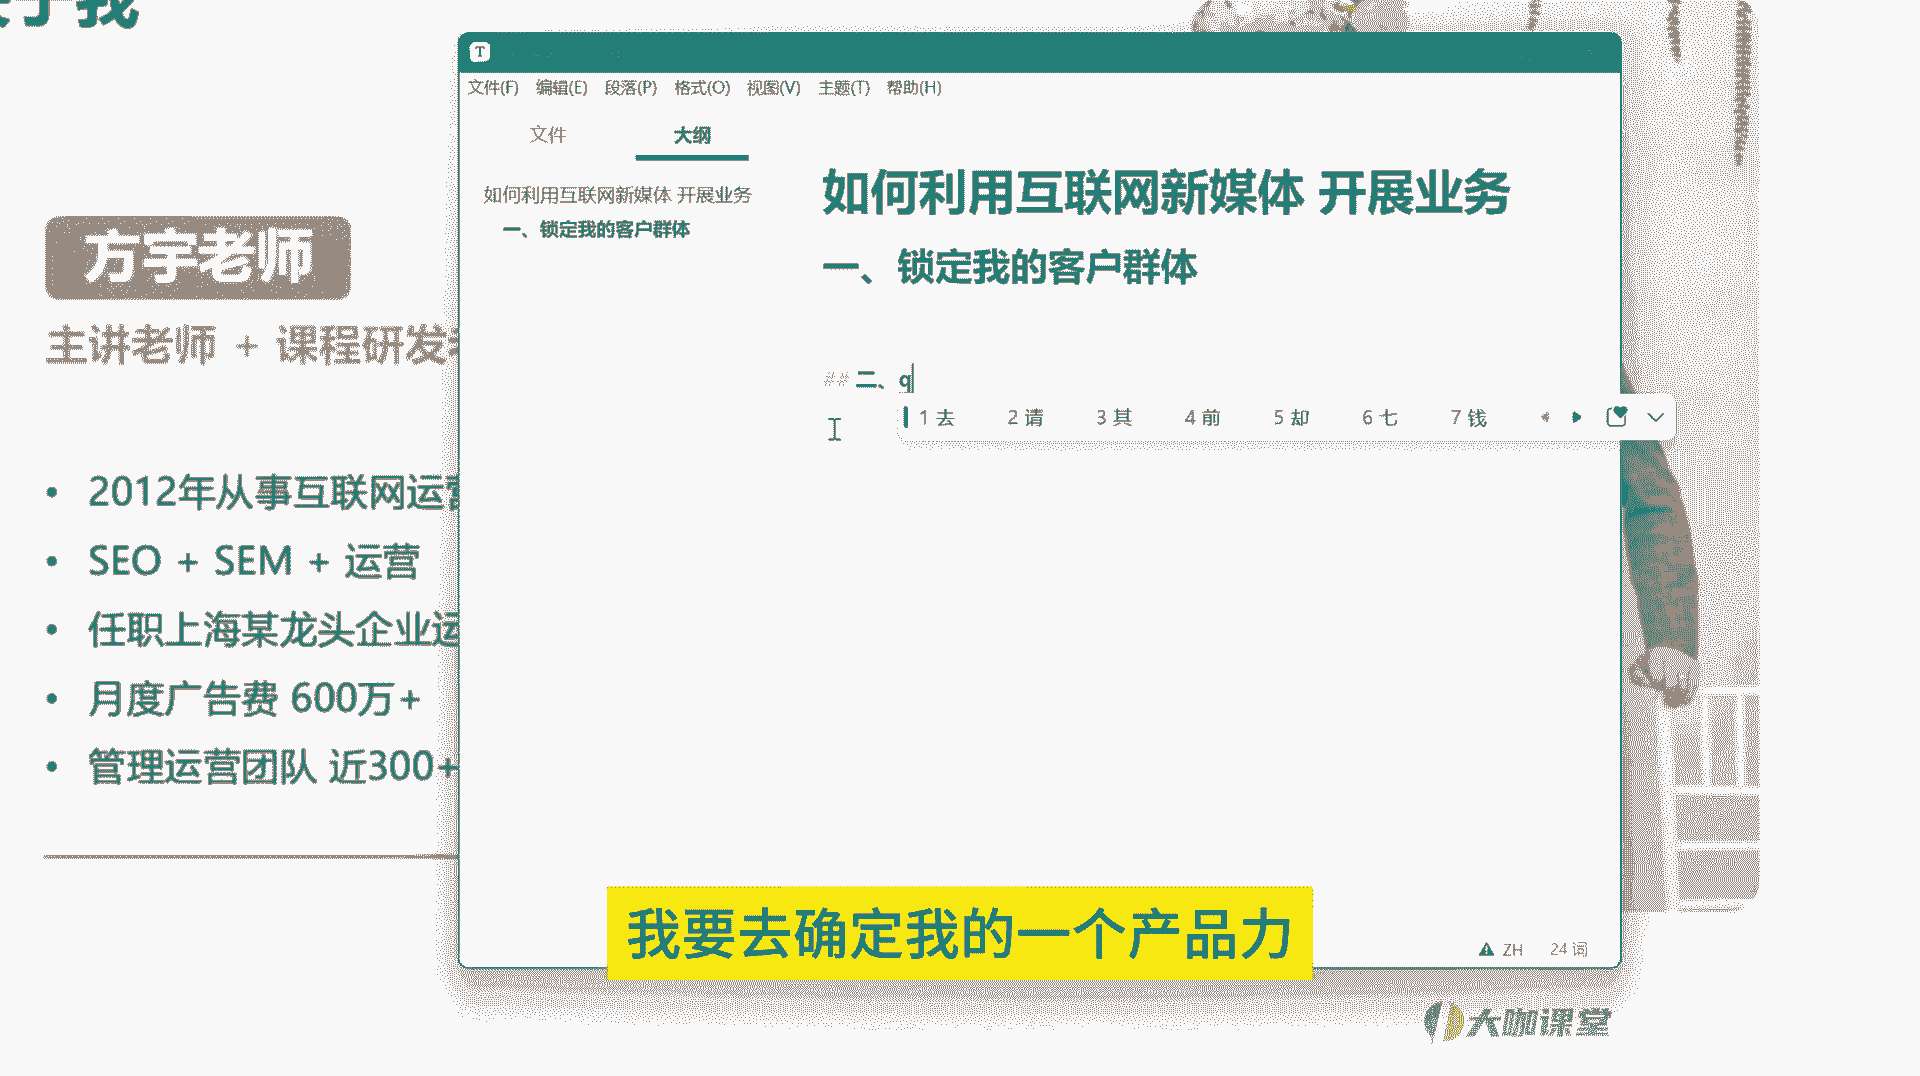 我
方宇老师
主讲老师 + 课程研发
2012年从事互联网运营
SEO + SEM + 运营
任职上海某龙头企业运
月度广告费 600万+
管理运营团队 近300+
T
文件(F) 编辑(E) 段落(P) 格式(O) 视图(V) 主题(T) 帮助(H)
文件 大纲
如何利用互联网新媒体 开展业务
一、锁定我的客户群体
如何利用互联网新媒体 开展业务
一、锁定我的客户群体
## 二、q
1 去 2 请 3 其 4 前 5 却 6 七 7 钱
我要去确定我的一个产品力
ZH 24 词
大咖课堂